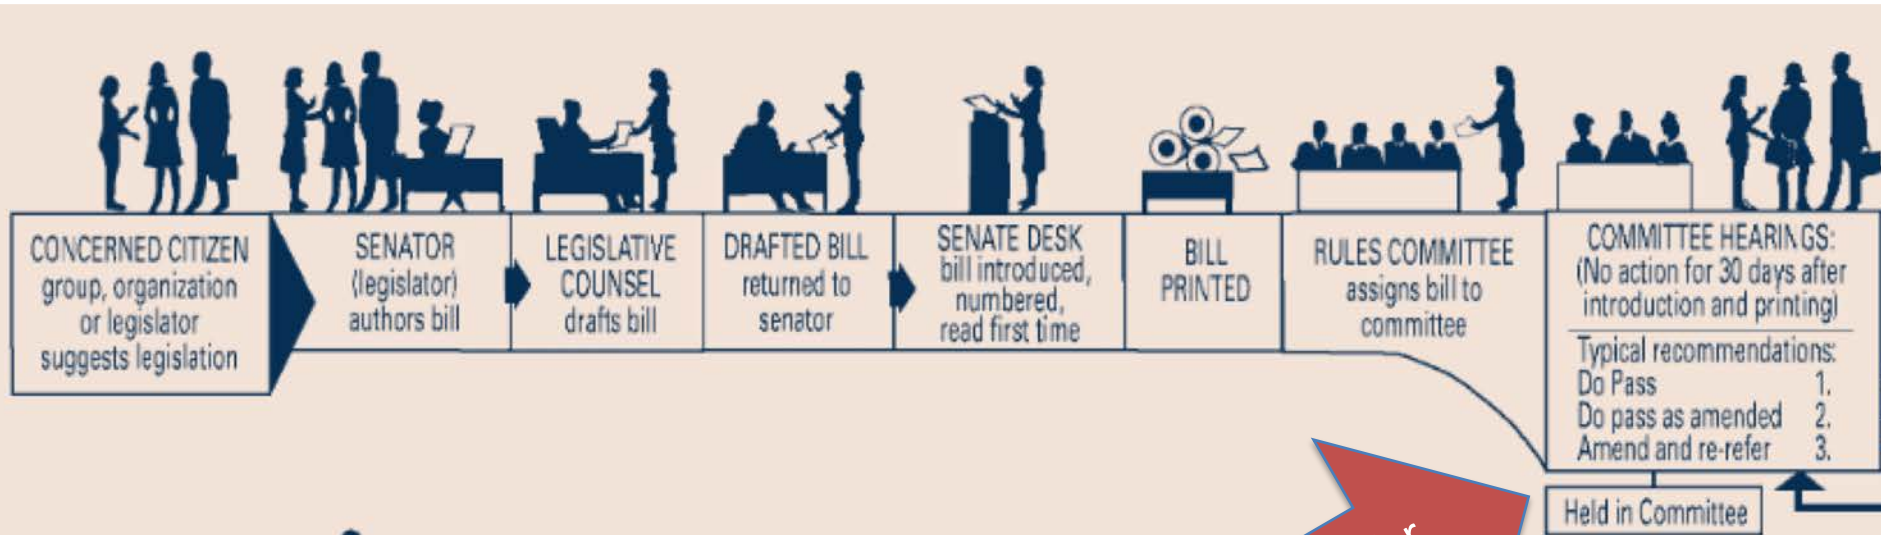 CONCERNED CITIZEN
group, organization
or legislator
suggests legislation
SENATOR
(legislator)
authors bill
LEGISLATIVE
COUNSEL
drafts bill
DRAFTED BILL
returned to
senator
SENATE DESK
bill introduced,
numbered,
read first time
BILL
PRINTED
RULES COMMITTEE
assigns bill to
committee
COMMITTEE HEARINGS:
(No action for 30 days after
introduction and printing)
Typical recommendations:
Do Pass 1.
Do pass as amended 2.
Amend and re-refer 3.
Held in Committee